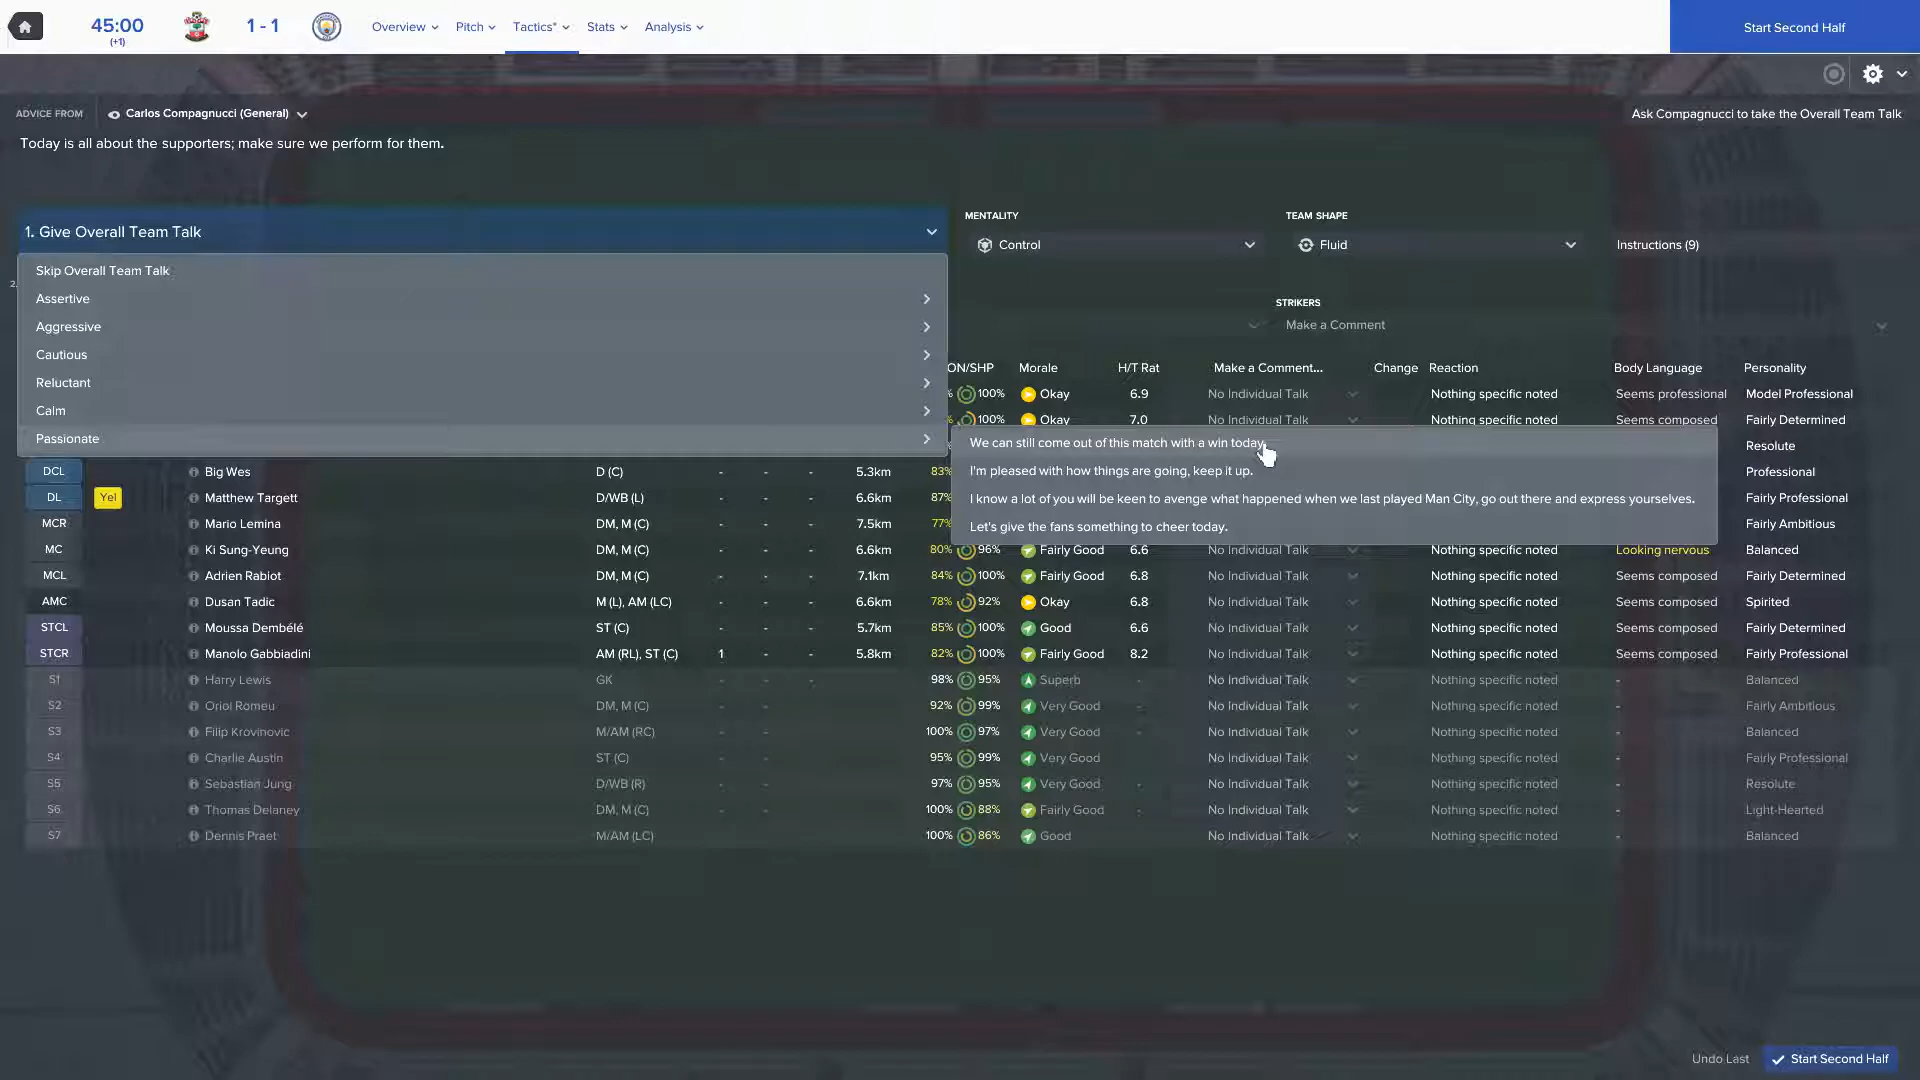 45:00
(+1)
1 - 1
Overview
Pitch
Tactics*
Stats
Analysis
Start Second Half
ADVICE FROM
Carlos Compagnucci (General)
Ask Compagnucci to take the Overall Team Talk
Today is all about the supporters; make sure we perform for them.
1. Give Overall Team Talk
MENTALITY
Control
TEAM SHAPE
Fluid
Instructions (9)
Skip Overall Team Talk
Assertive
Aggressive
Cautious
Reluctant
Calm
Passionate
2.
STRIKERS
Make a Comment
ON/SHP Morale H/T Rat Make a Comment... Change Reaction Body Language Personality
% 100% Okay 6.9 No Individual Talk Nothing specific noted Seems professional Model Professional
% 100% Okay 7.0 No Individual Talk Nothing specific noted Seems composed Fairly Determined
Resolute
We can still come out of this match with a win today.
I'm pleased with how things are going, keep it up.
I know a lot of you will be keen to avenge what happened when we last played Man City, go out there and express yourselves.
Let's give the fans something to cheer today.
DCL Big Wes D (C) - - - 5.3km 83% Professional
DL Yel Matthew Targett D/WB (L) - - - 6.6km 87% Fairly Professional
MCR Mario Lemina DM, M (C) - - - 7.5km 77% Fairly Ambitious
MC Ki Sung-Yeung DM, M (C) - - - 6.6km 80% 96% Fairly Good 6.6 No Individual Talk Nothing specific noted Looking nervous Balanced
MCL Adrien Rabiot DM, M (C) - - - 7.1km 84% 100% Fairly Good 6.8 No Individual Talk Nothing specific noted Seems composed Fairly Determined
AMC Dusan Tadic M (L), AM (LC) - - - 6.6km 78% 92% Okay 6.8 No Individual Talk Nothing specific noted Seems composed Spirited
STCL Moussa Dembélé ST (C) - - - 5.7km 85% 100% Good 6.6 No Individual Talk Nothing specific noted Seems composed Fairly Determined
STCR Manolo Gabbiadini AM (RL), ST (C) 1 - - 5.8km 82% 100% Fairly Good 8.2 No Individual Talk Nothing specific noted Seems composed Fairly Professional
S1 Harry Lewis GK - - - 98% 95% Superb - No Individual Talk Nothing specific noted - Balanced
S2 Oriol Romeu DM, M (C) 92% 99% Very Good - No Individual Talk Nothing specific noted - Fairly Ambitious
S3 Filip Krovinovic M/AM (RC) 100% 97% Very Good - No Individual Talk Nothing specific noted - Balanced
S4 Charlie Austin ST (C) 95% 99% Very Good No Individual Talk Nothing specific noted - Fairly Professional
S5 Sebastian Jung D/WB (R) 97% 95% Very Good - No Individual Talk Nothing specific noted - Resolute
S6 Thomas Delaney DM, M (C) 100% 88% Fairly Good - No Individual Talk Nothing specific noted - Light-Hearted
S7 Dennis Praet M/AM (LC) 100% 86% Good - No Individual Talk Nothing specific noted - Balanced
Undo Last
Start Second Half